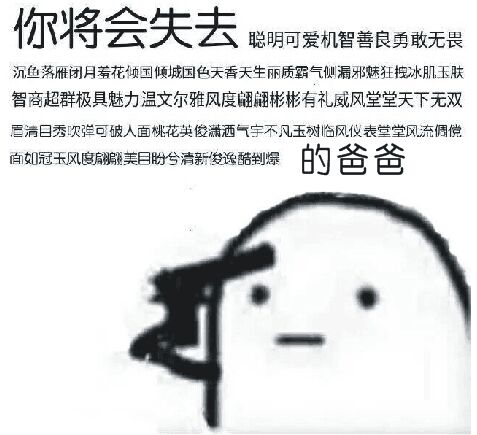 你将会失去 聪明可爱机智善良勇敢无畏
沉鱼落雁闭月羞花倾国倾城国色天香天生丽质霸气侧漏邪魅狂拽冰肌玉肤
智商超群极具魅力温文尔雅风度翩翩彬彬有礼威风堂堂天下无双
眉清目秀吹弹可破人面桃花英俊潇洒气宇不凡玉树临风仪表堂堂风流倜傥
面如冠玉风度翩翩美目盼兮清新俊逸酷到爆 的爸爸